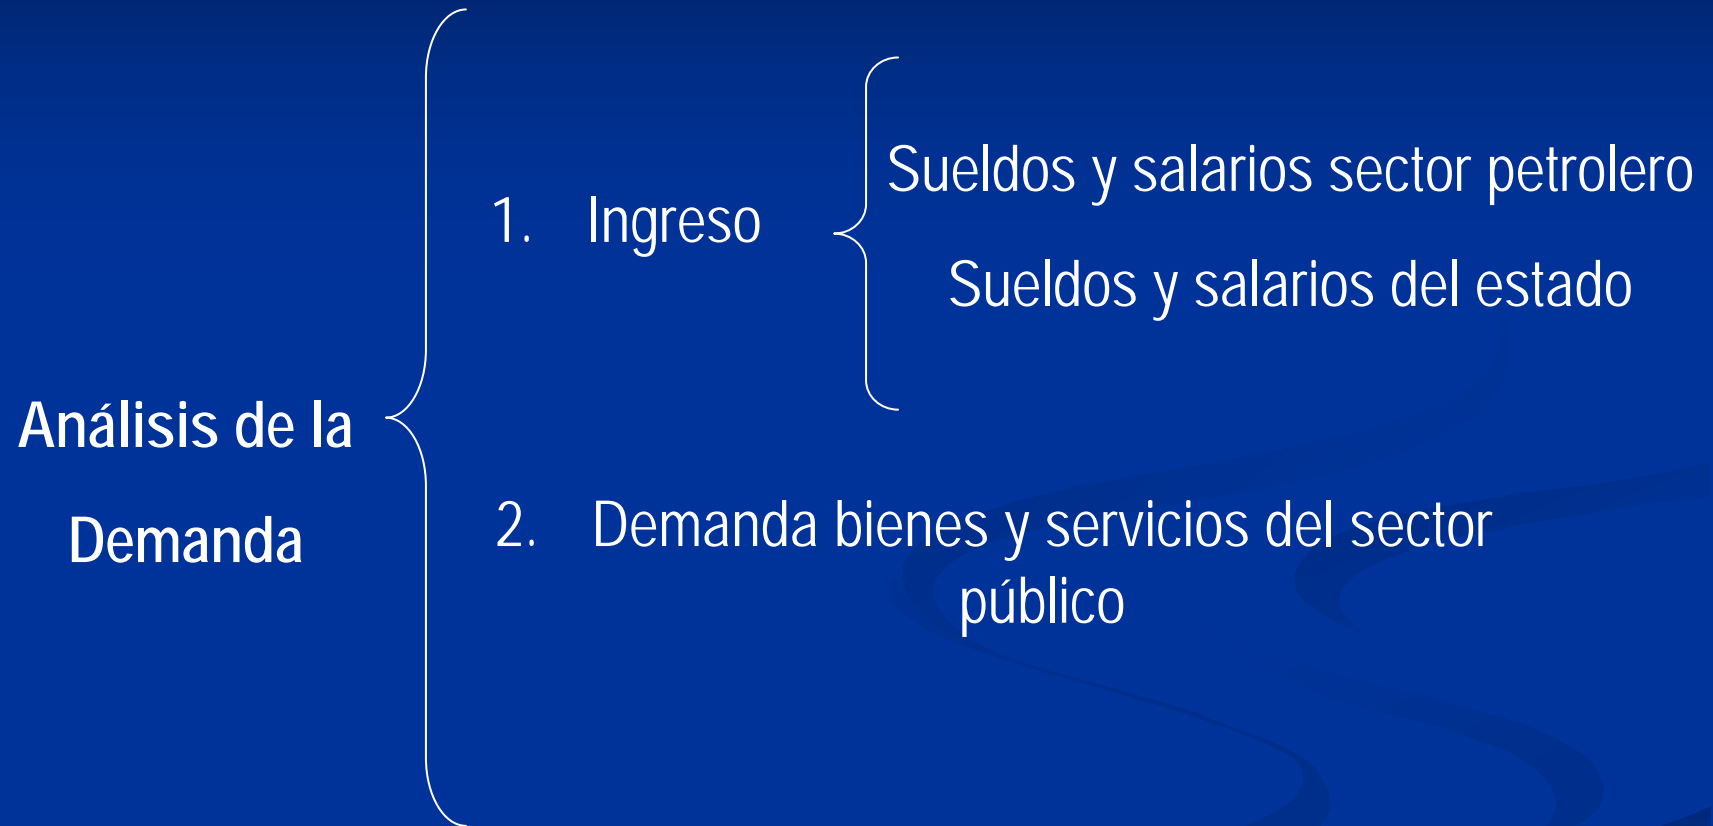 Análisis de la
Demanda
1. Ingreso
Sueldos y salarios sector petrolero
Sueldos y salarios del estado
2. Demanda bienes y servicios del sector
público